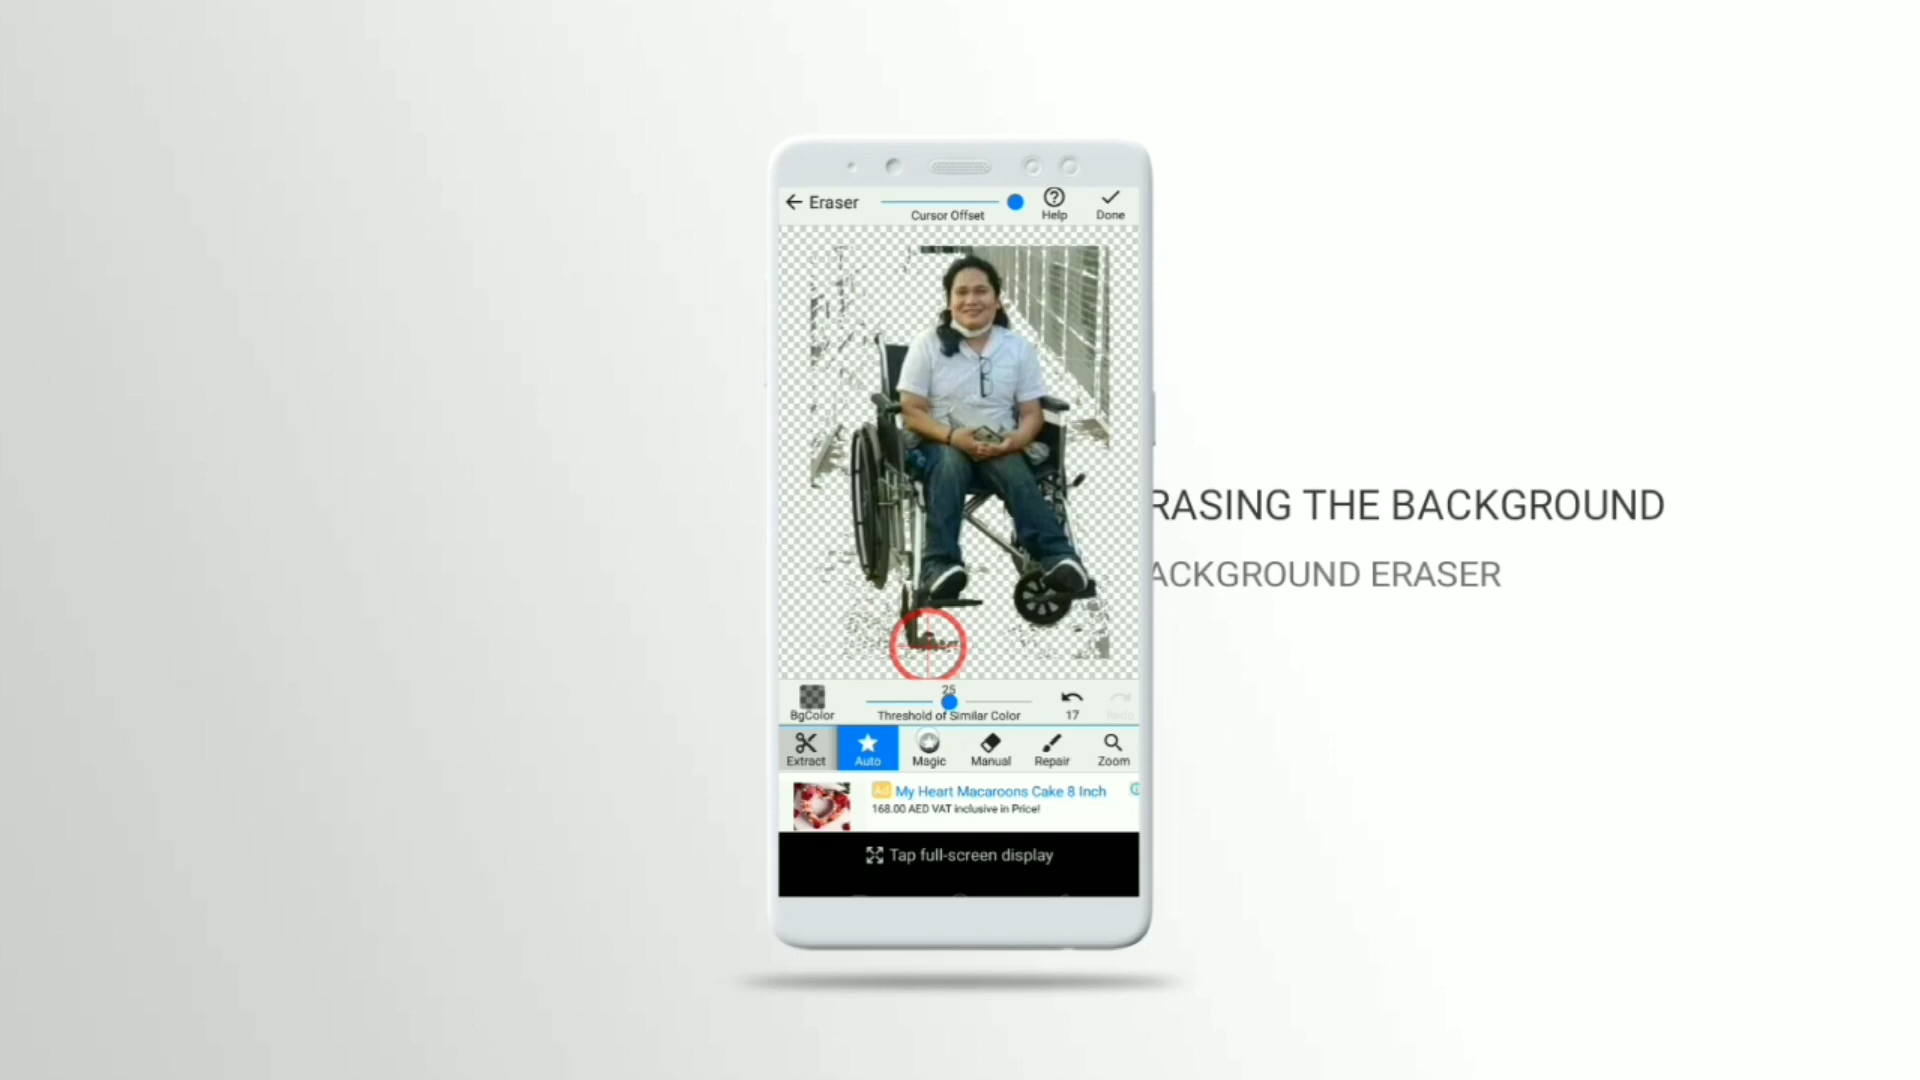 Eraser
Cursor Offset
Help
Done
RASING THE BACKGROUND
ACKGROUND ERASER
25
BgColor
Threshold of Similar Color
17
Redo
Extract
Auto
Magic
Manual
Repair
Zoom
Ad My Heart Macaroons Cake 8 Inch
168.00 AED VAT inclusive in Price!
Tap full-screen display